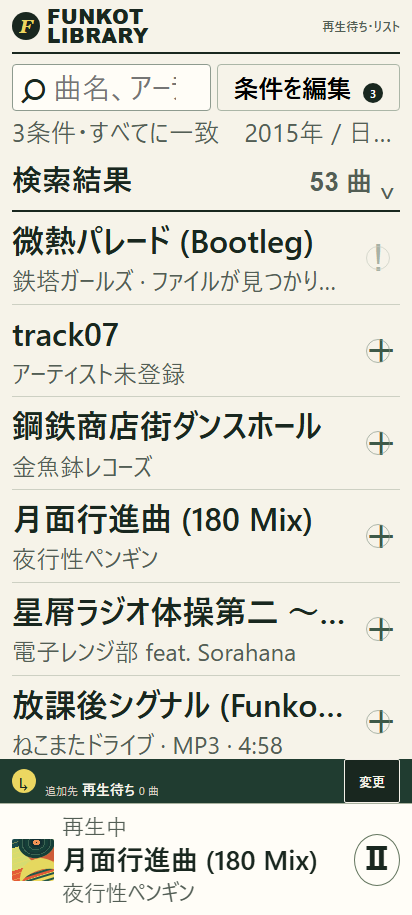 F
FUNKOT
LIBRARY
再生待ち・リスト
曲名、アー
条件を編集 3
3条件・すべてに一致 2015年 / 日…
検索結果
53 曲
微熱パレード (Bootleg)
鉄塔ガールズ · ファイルが見つかり…
!
track07
アーティスト未登録
鋼鉄商店街ダンスホール
金魚鉢レコーズ
月面行進曲 (180 Mix)
夜行性ペンギン
星屑ラジオ体操第二 〜…
電子レンジ部 feat. Sorahana
放課後シグナル (Funko…
ねこまたドライブ · MP3 · 4:58
追加先 再生待ち 0 曲
変更
再生中
月面行進曲 (180 Mix)
夜行性ペンギン